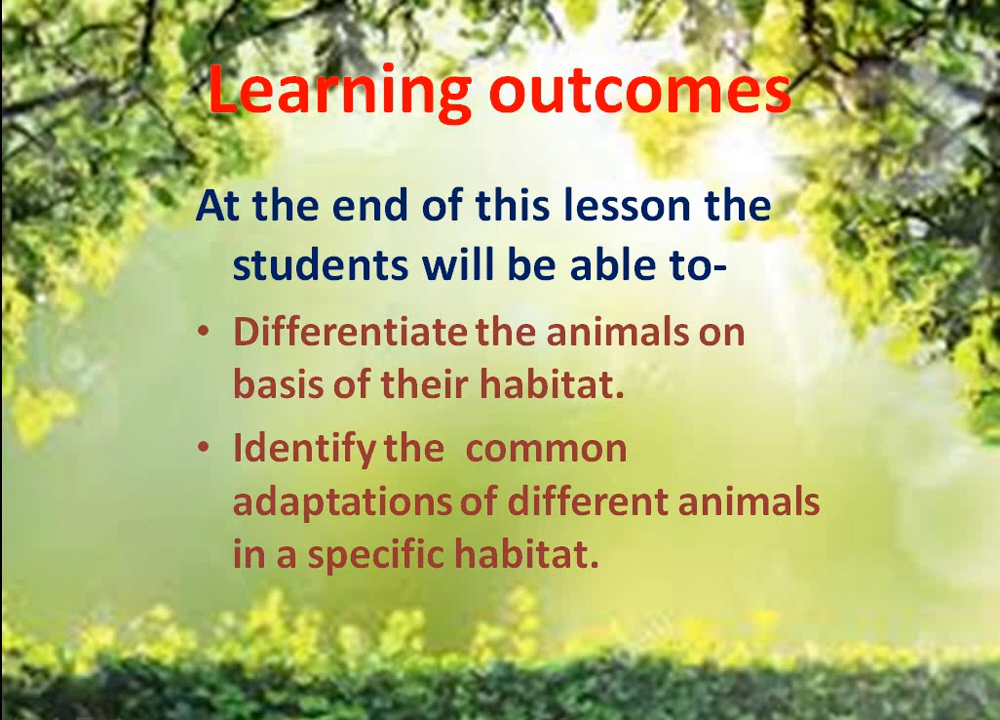 Learning outcomes
At the end of this lesson the
students will be able to-
• Differentiate the animals on
basis of their habitat.
• Identify the common
adaptations of different animals
in a specific habitat.